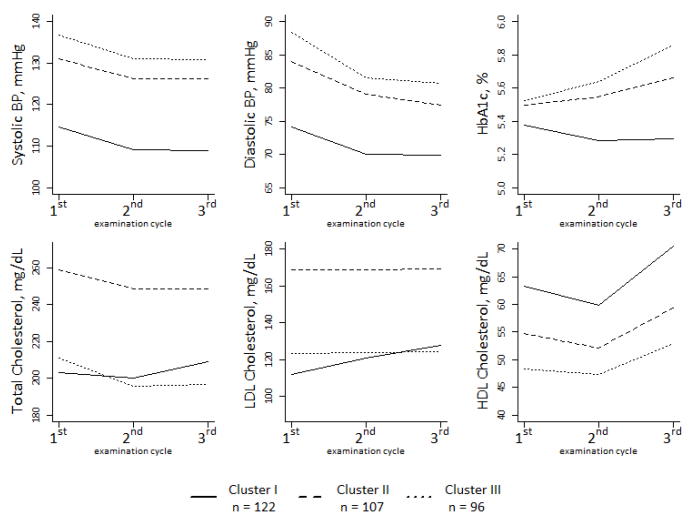 Systolic BP, mmHg
140
130
120
110
100
1st 2nd 3rd
examination cycle
Diastolic BP, mmHg
90
85
80
75
70
65
1st 2nd 3rd
examination cycle
HbA1c, %
6.0
5.8
5.6
5.4
5.2
5.0
1st 2nd 3rd
examination cycle
Total Cholesterol, mg/dL
260
240
220
200
180
1st 2nd 3rd
examination cycle
LDL Cholesterol, mg/dL
180
160
140
120
100
1st 2nd 3rd
examination cycle
HDL Cholesterol, mg/dL
70
65
60
55
50
45
40
1st 2nd 3rd
examination cycle
Cluster I Cluster II Cluster III
n = 122 n = 107 n = 96